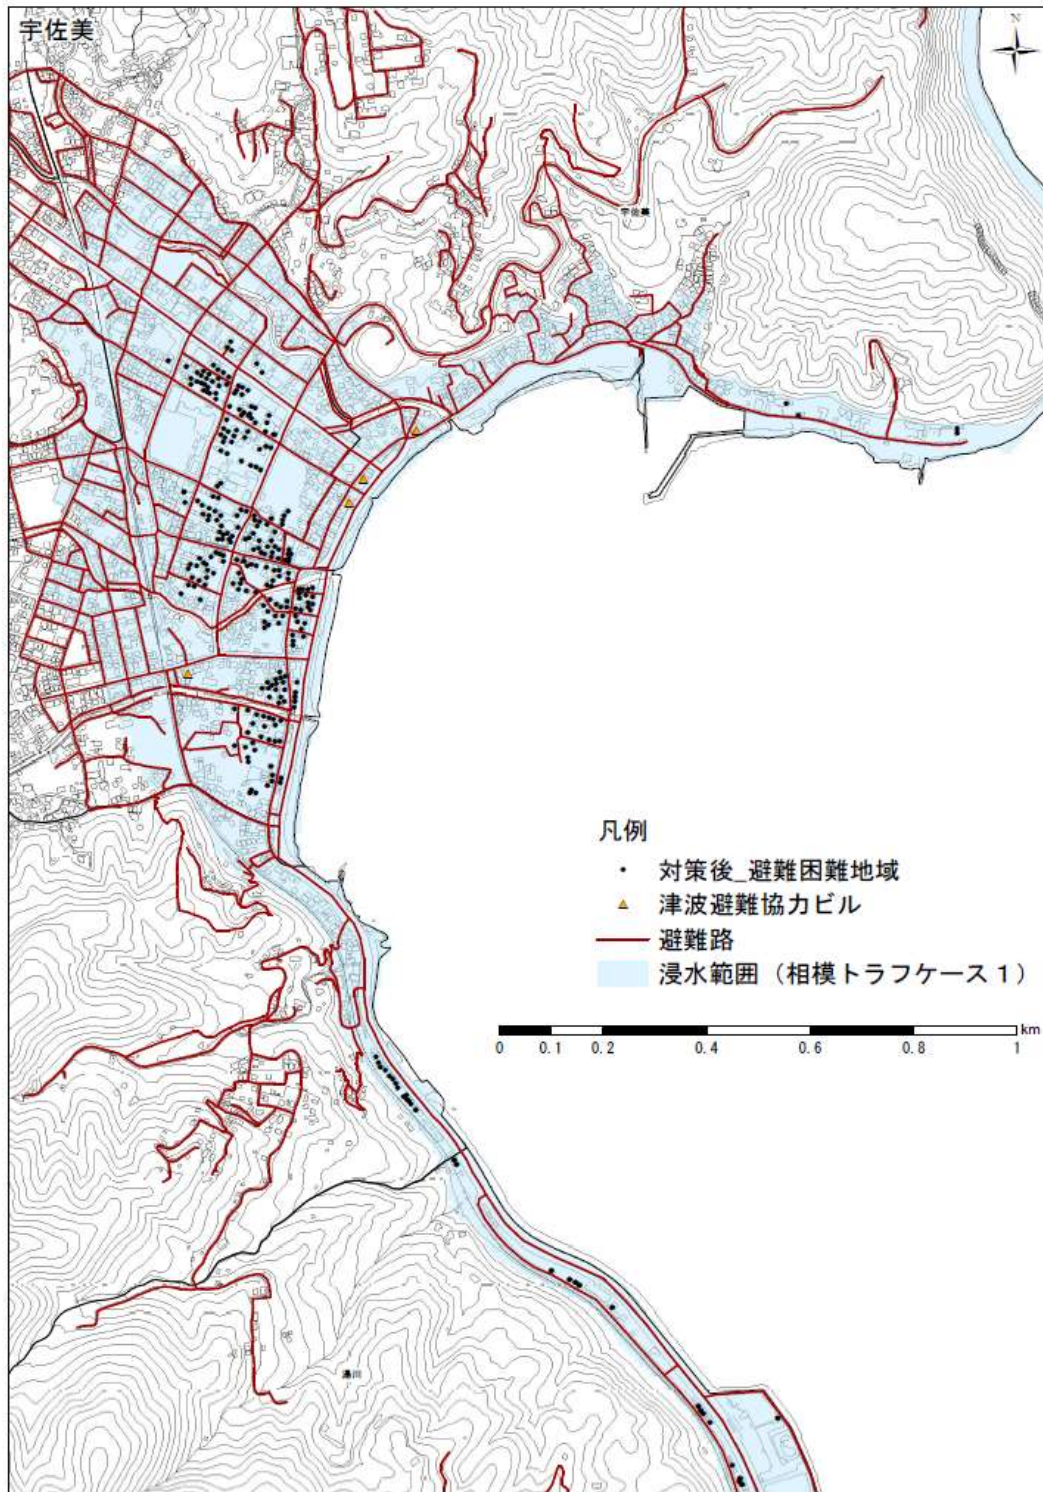 宇佐美
N
宇佐美
凡例
対策後_避難困難地域
津波避難協力ビル
避難路
浸水範囲（相模トラフケース１）
km
0 0.1 0.2 0.4 0.6 0.8 1
湯川